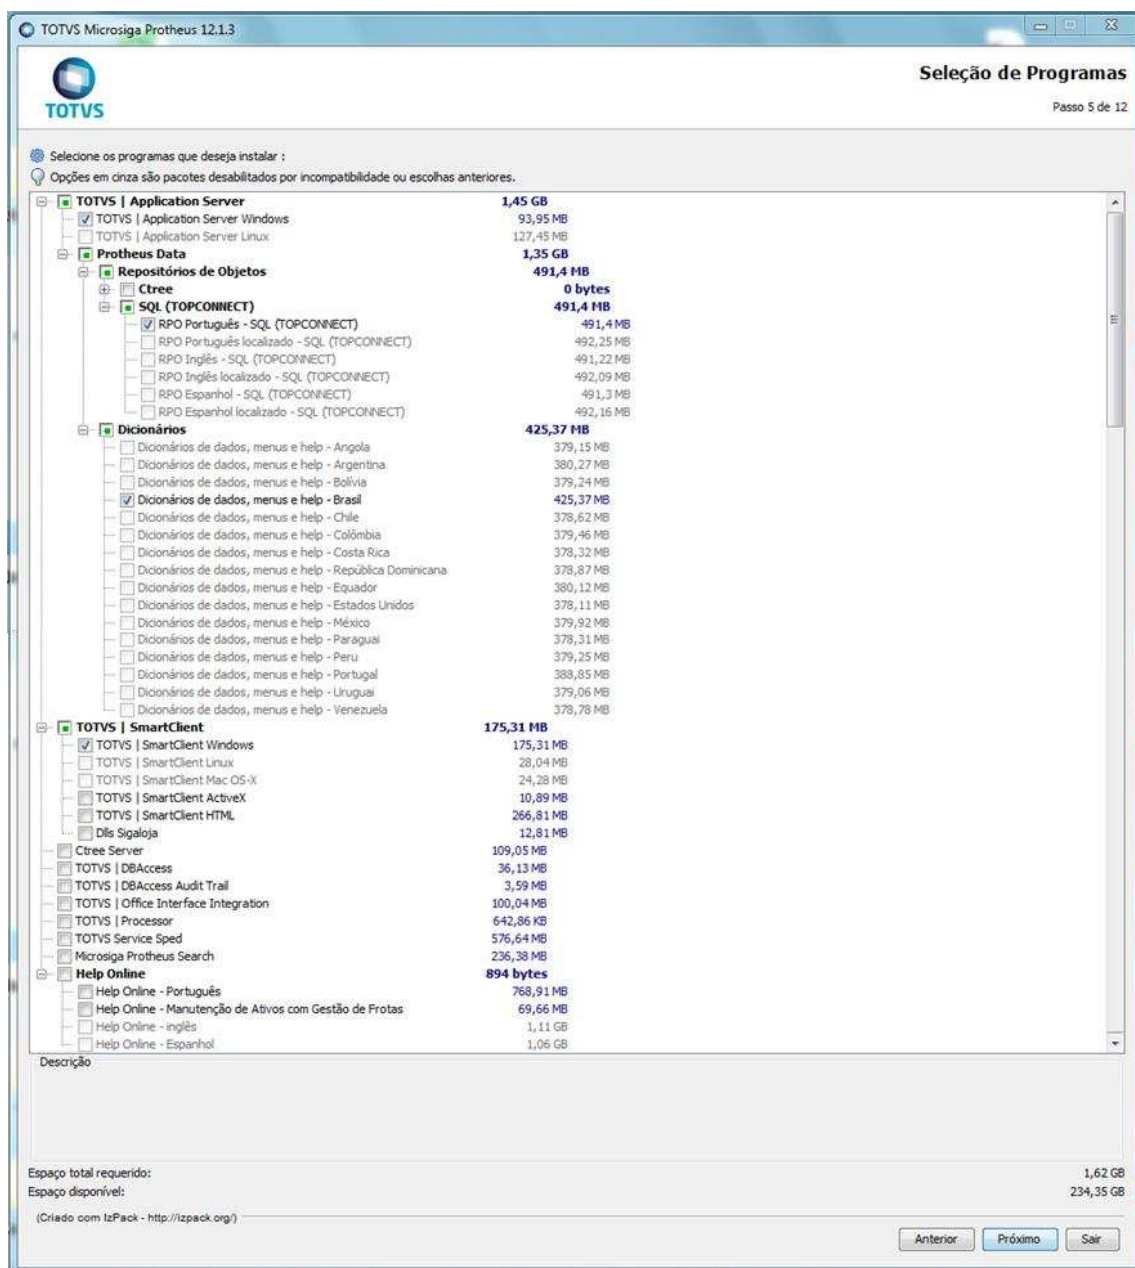 TOTVS Microsiga Protheus 12.1.3
TOTVS
Seleção de Programas
Passo 5 de 12
Selecione os programas que deseja instalar :
Opções em cinza são pacotes desabilitados por incompatibilidade ou escolhas anteriores.
TOTVS | Application Server 1,45 GB
TOTVS | Application Server Windows 93,95 MB
TOTVS | Application Server Linux 127,45 MB
Protheus Data 1,35 GB
Repositórios de Objetos 491,4 MB
Ctree 0 bytes
SQL (TOPCONNECT) 491,4 MB
RPO Português - SQL (TOPCONNECT) 491,4 MB
RPO Português localizado - SQL (TOPCONNECT) 492,25 MB
RPO Inglês - SQL (TOPCONNECT) 491,22 MB
RPO Inglês localizado - SQL (TOPCONNECT) 492,09 MB
RPO Espanhol - SQL (TOPCONNECT) 491,3 MB
RPO Espanhol localizado - SQL (TOPCONNECT) 492,16 MB
Dicionários 425,37 MB
Dicionários de dados, menus e help - Angola 379,15 MB
Dicionários de dados, menus e help - Argentina 380,27 MB
Dicionários de dados, menus e help - Bolívia 379,24 MB
Dicionários de dados, menus e help - Brasil 425,37 MB
Dicionários de dados, menus e help - Chile 378,62 MB
Dicionários de dados, menus e help - Colômbia 379,46 MB
Dicionários de dados, menus e help - Costa Rica 378,32 MB
Dicionários de dados, menus e help - República Dominicana 378,87 MB
Dicionários de dados, menus e help - Equador 380,12 MB
Dicionários de dados, menus e help - Estados Unidos 378,11 MB
Dicionários de dados, menus e help - México 379,92 MB
Dicionários de dados, menus e help - Paraguai 378,31 MB
Dicionários de dados, menus e help - Peru 379,25 MB
Dicionários de dados, menus e help - Portugal 388,85 MB
Dicionários de dados, menus e help - Uruguai 379,06 MB
Dicionários de dados, menus e help - Venezuela 378,78 MB
TOTVS | SmartClient 175,31 MB
TOTVS | SmartClient Windows 175,31 MB
TOTVS | SmartClient Linux 28,04 MB
TOTVS | SmartClient Mac OS-X 24,28 MB
TOTVS | SmartClient ActiveX 10,89 MB
TOTVS | SmartClient HTML 266,81 MB
Dlls Sigaloja 12,81 MB
Ctree Server 109,05 MB
TOTVS | DBAccess 36,13 MB
TOTVS | DBAccess Audit Trail 3,59 MB
TOTVS | Office Interface Integration 100,04 MB
TOTVS | Processor 642,86 KB
TOTVS Service Sped 576,64 MB
Microsiga Protheus Search 236,38 MB
Help Online 894 bytes
Help Online - Português 768,91 MB
Help Online - Manutenção de Ativos com Gestão de Frotas 69,66 MB
Help Online - inglês 1,11 GB
Help Online - Espanhol 1,06 GB
Descrição
Espaço total requerido: 1,62 GB
Espaço disponível: 234,35 GB
(Criado com IzPack - http://izpack.org/)
Anterior Próximo Sair